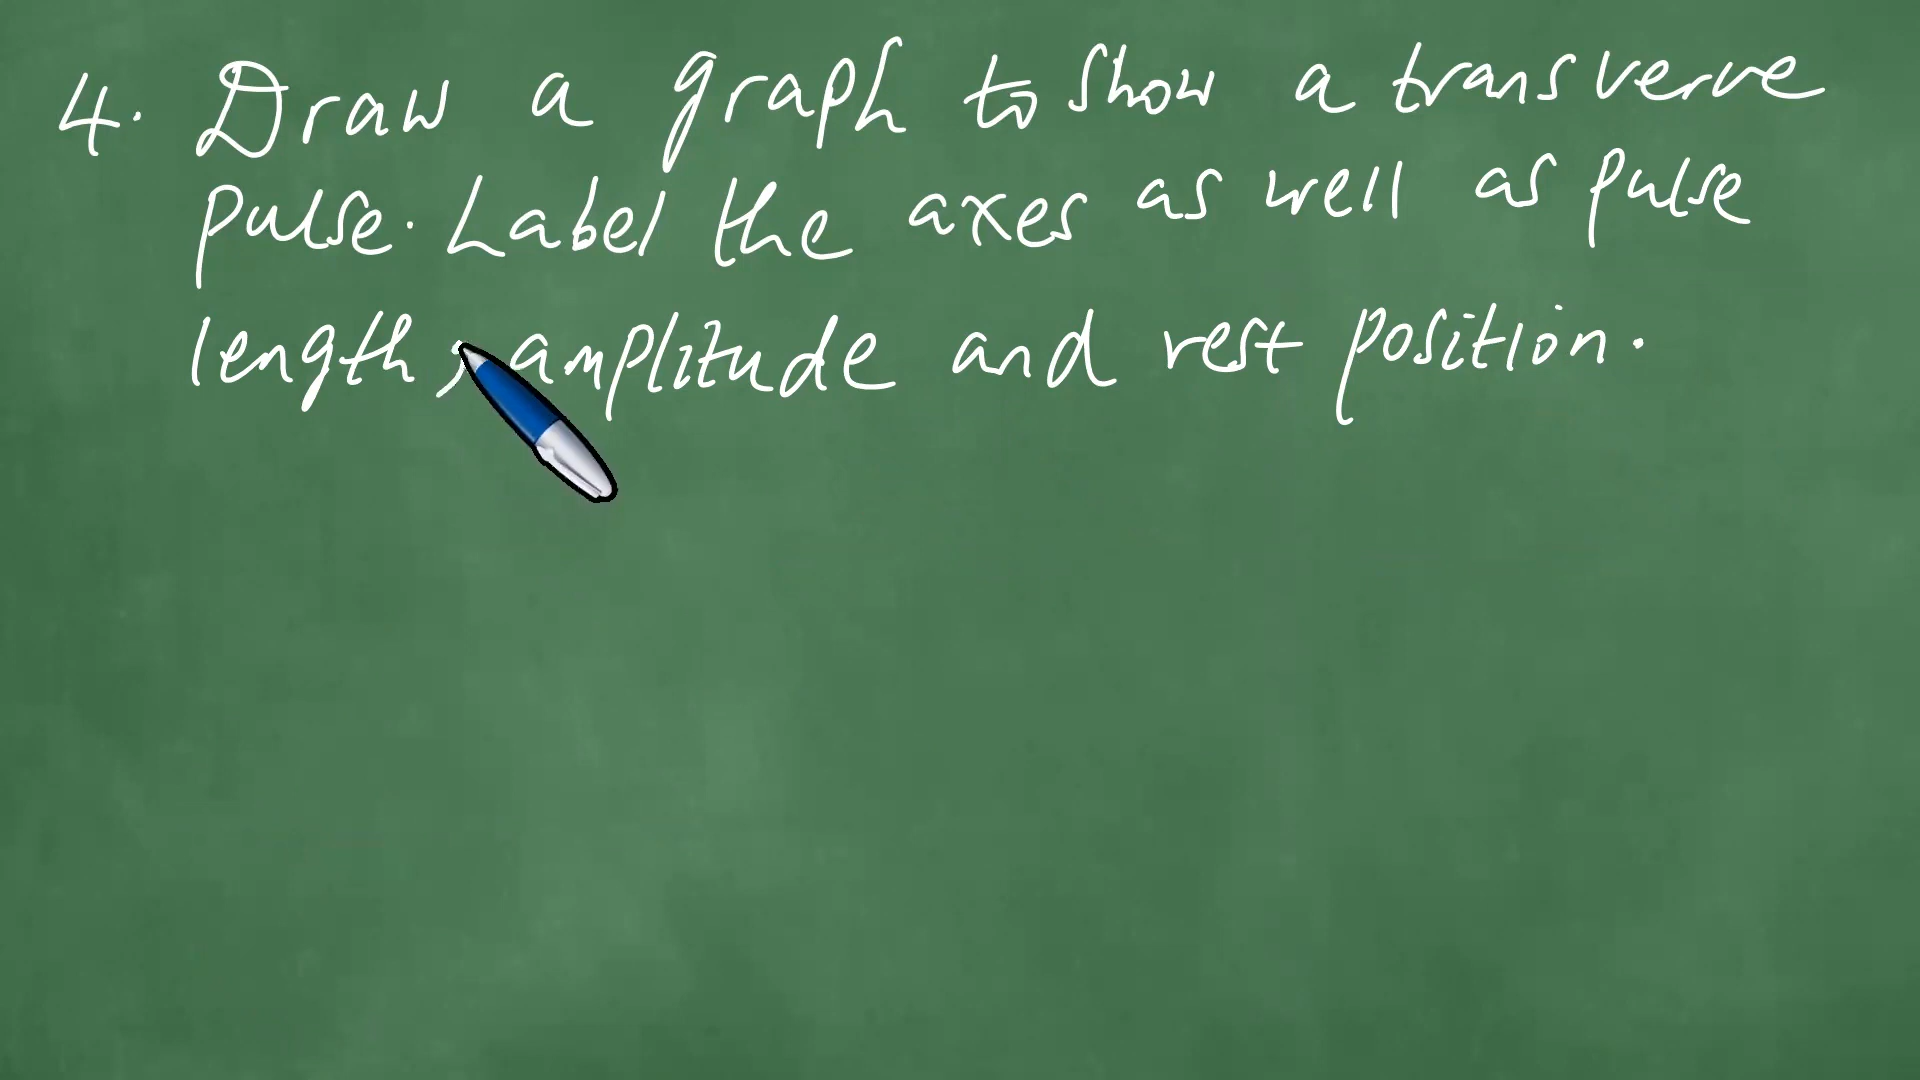 4. Draw a graph to show a transverse
pulse. Label the axes as well as pulse
length, amplitude and rest position.